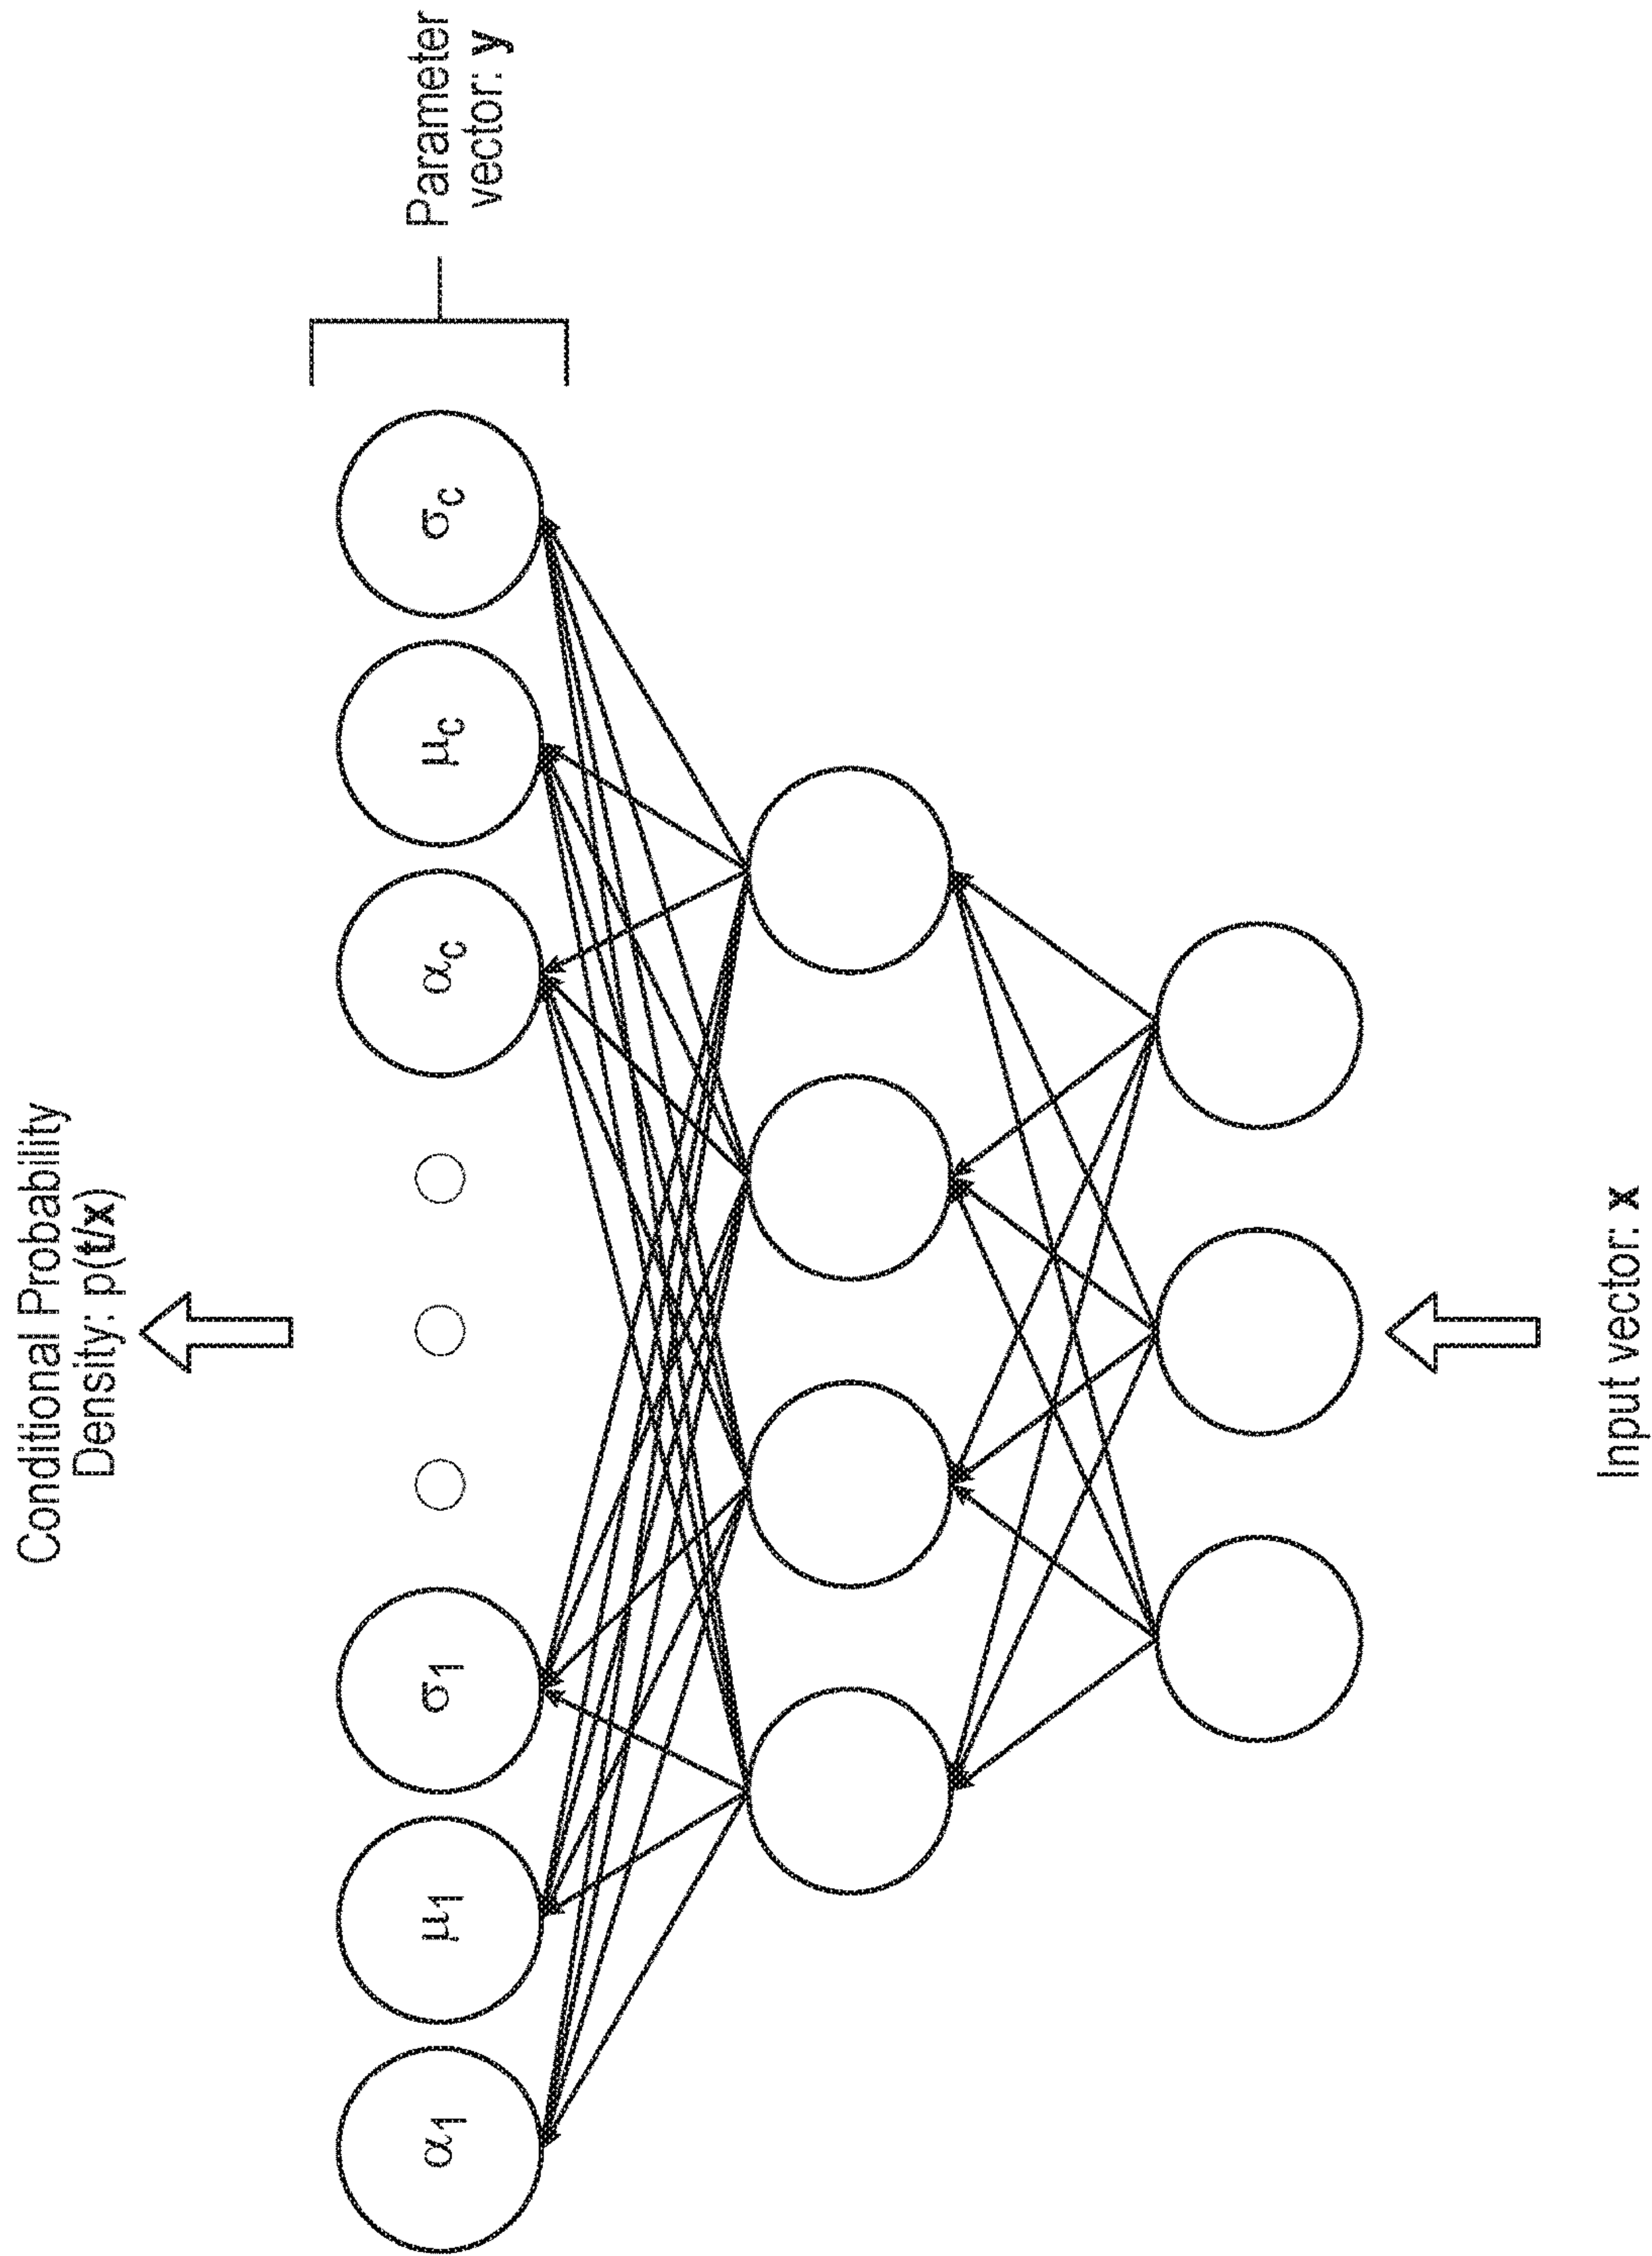 Conditional Probability
Density: p(t/x)
α1
μ1
σ1
αc
μc
σc
Parameter
vector: y
Input vector: x